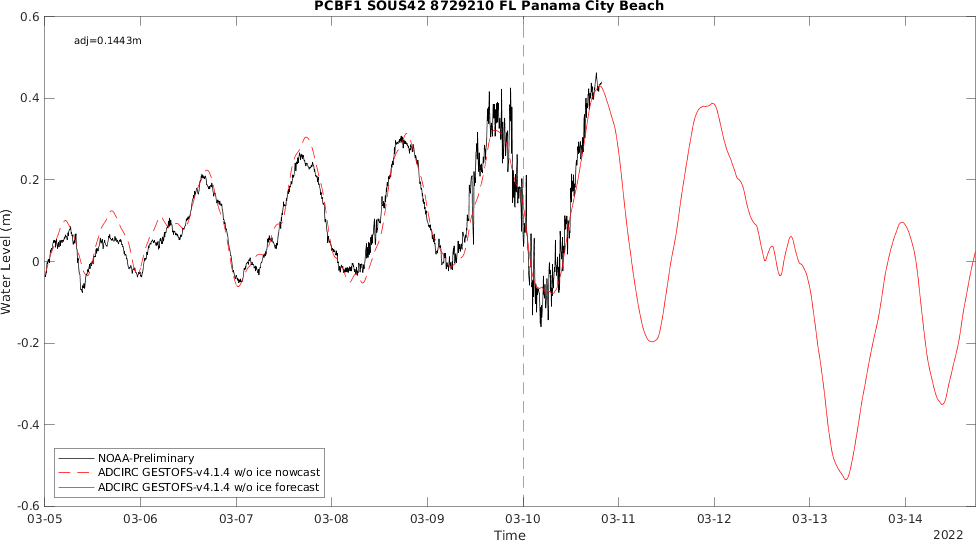 PCBF1 SOUS42 8729210 FL Panama City Beach
0.6
adj=0.1443m
0.4
0.2
0
-0.2
-0.4
-0.6
Water Level (m)
NOAA-Preliminary
ADCIRC GESTOFS-v4.1.4 w/o ice nowcast
ADCIRC GESTOFS-v4.1.4 w/o ice forecast
03-05 03-06 03-07 03-08 03-09 03-10 03-11 03-12 03-13 03-14
Time
2022